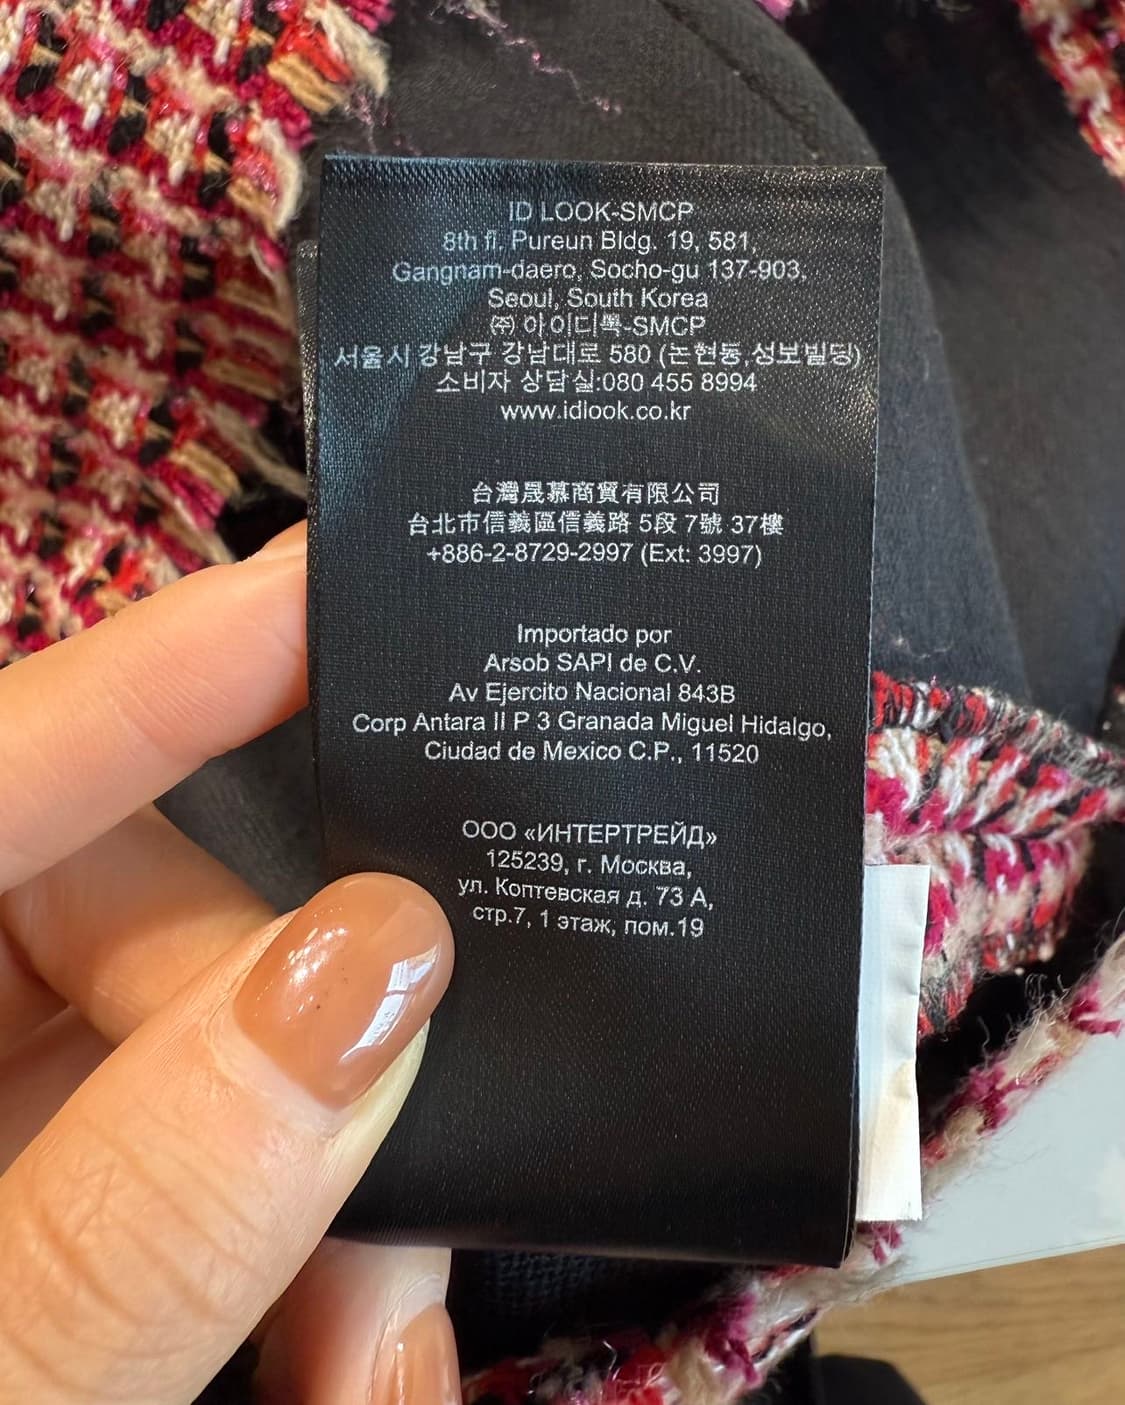 ID LOOK-SMCP
8th fl, Pureun Bldg. 19, 581,
Gangnam-daero, Socho-gu 137-903,
Seoul, South Korea
㈜ 아이디룩-SMCP
서울시 강남구 강남대로 580 (논현동,성보빌딩)
소비자 상담실:080 455 8994
www.idlook.co.kr
台灣晟慕商貿有限公司
台北市信義區信義路 5段 7號 37樓
+886-2-8729-2997 (Ext: 3997)
Importado por
Arsob SAPI de C.V.
Av Ejercito Nacional 843B
Corp Antara II P 3 Granada Miguel Hidalgo,
Ciudad de Mexico C.P., 11520
ООО «ИНТЕРТРЕЙД»
125239, г. Москва,
ул. Коптевская д. 73 А,
стр.7, 1 этаж, пом.19